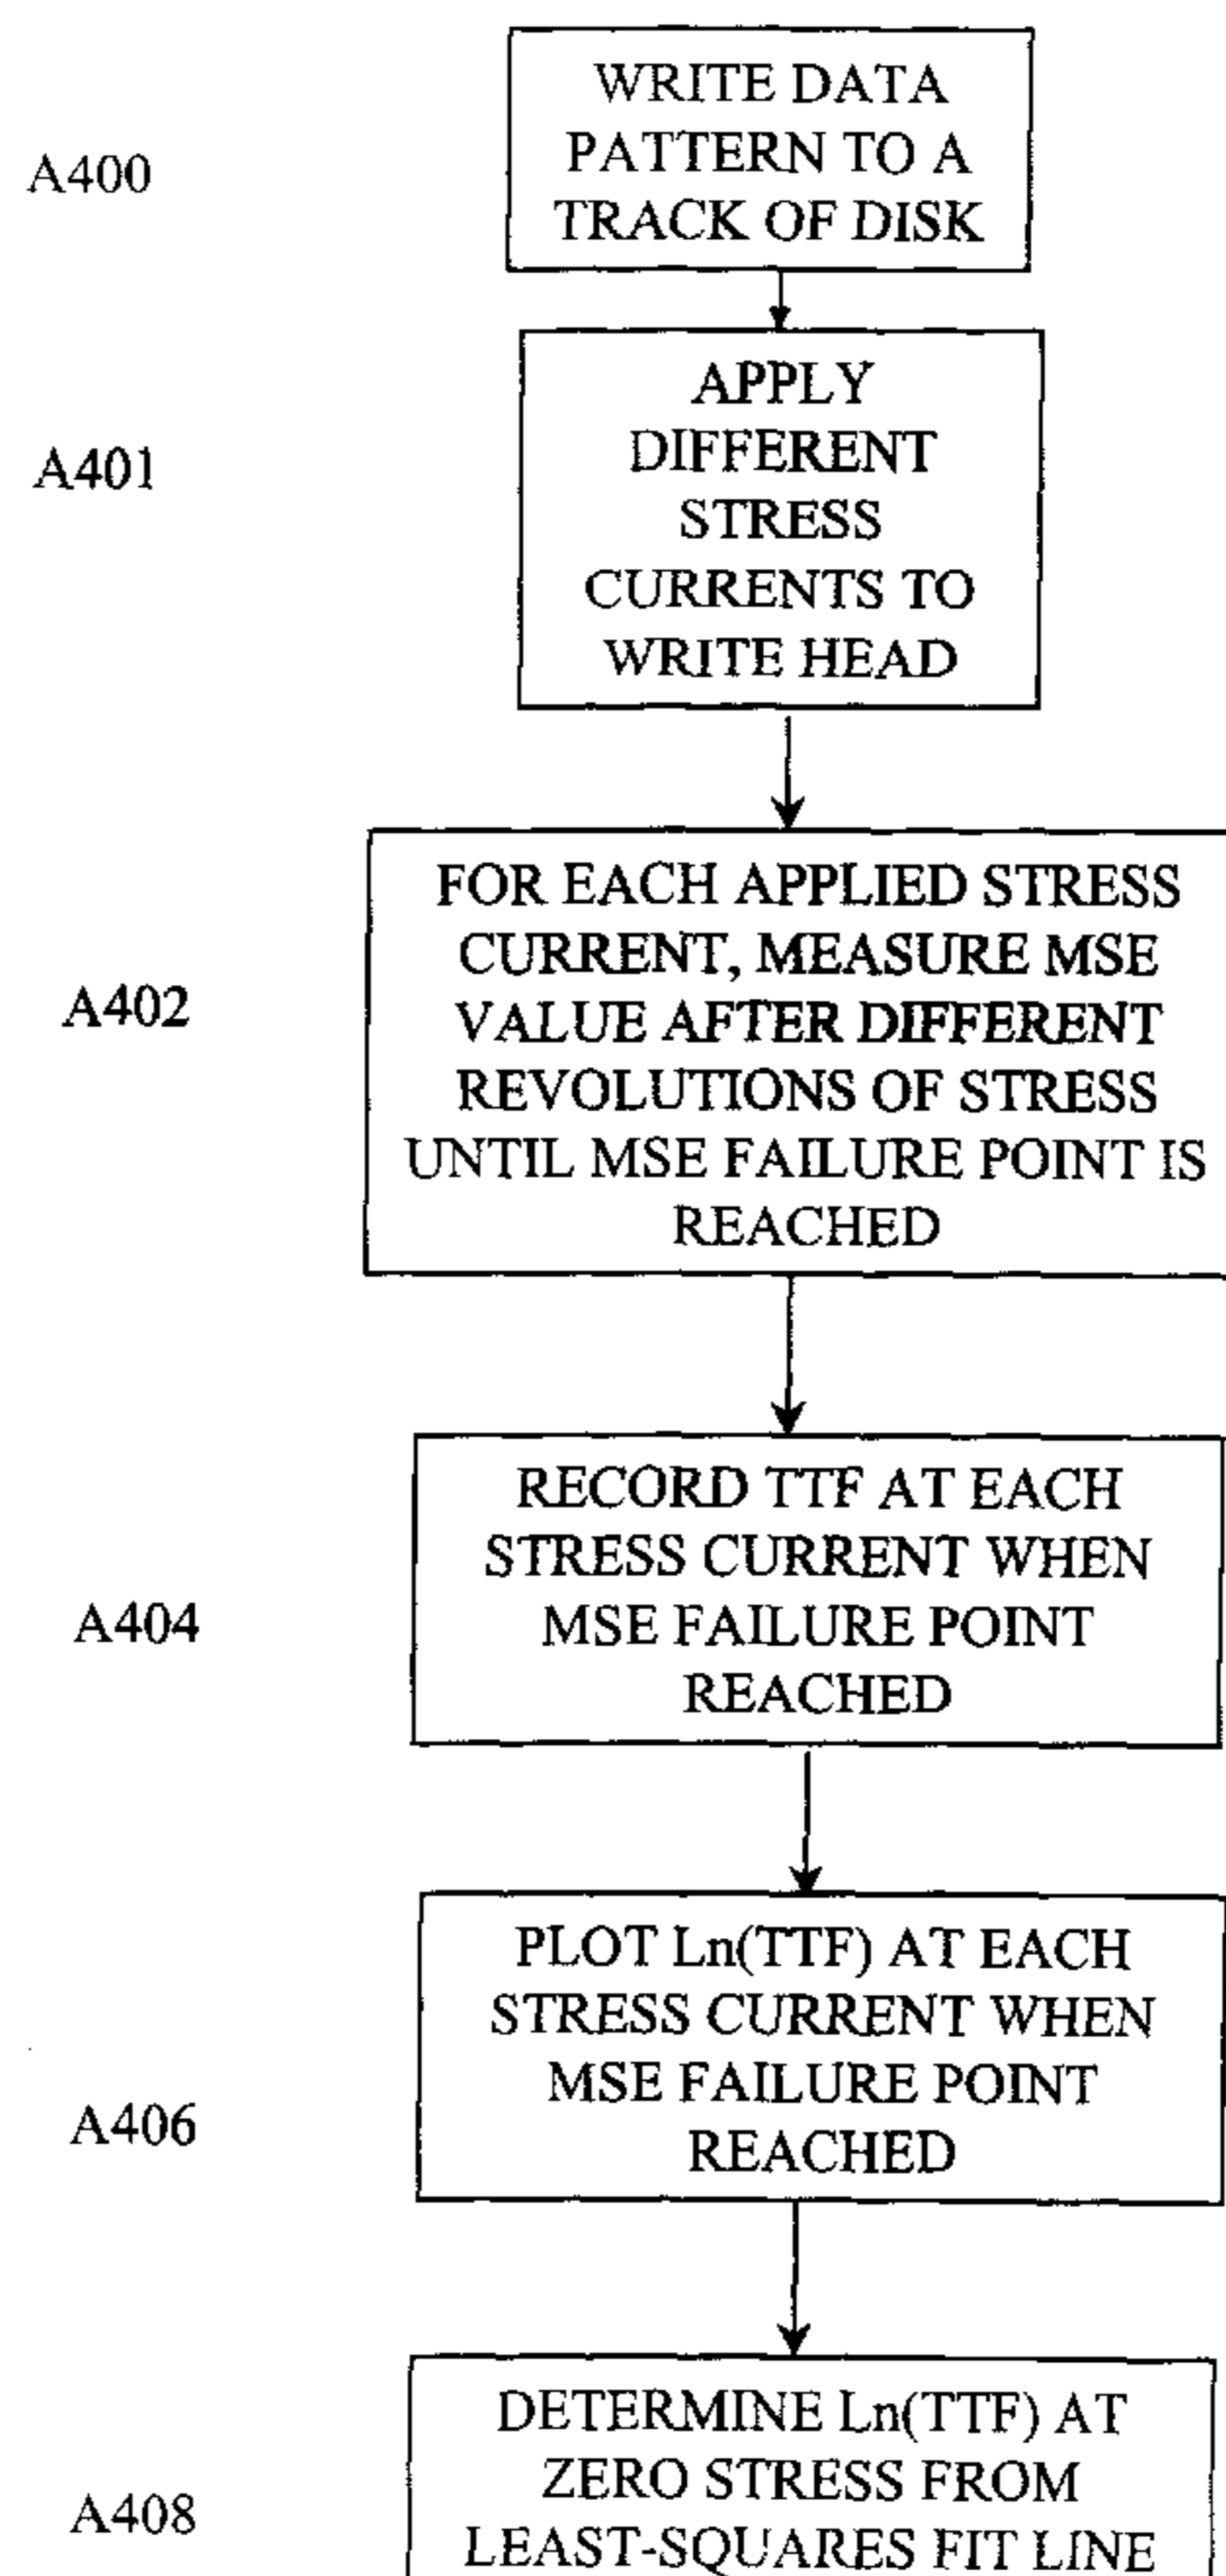 WRITE DATA
PATTERN TO A
TRACK OF DISK
A400
APPLY
DIFFERENT
STRESS
CURRENTS TO
WRITE HEAD
A401
FOR EACH APPLIED STRESS
CURRENT, MEASURE MSE
VALUE AFTER DIFFERENT
REVOLUTIONS OF STRESS
UNTIL MSE FAILURE POINT IS
REACHED
A402
RECORD TTF AT EACH
STRESS CURRENT WHEN
MSE FAILURE POINT
REACHED
A404
PLOT Ln(TTF) AT EACH
STRESS CURRENT WHEN
MSE FAILURE POINT
REACHED
A406
DETERMINE Ln(TTF) AT
ZERO STRESS FROM
LEAST-SQUARES FIT LINE
A408